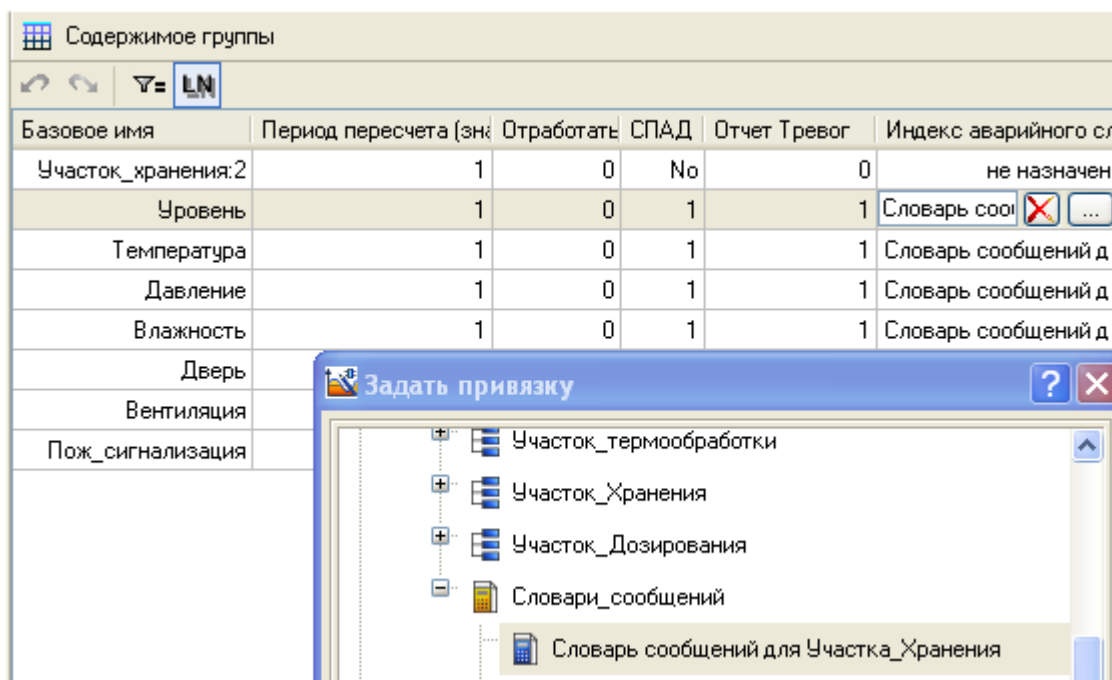 Содержимое группы
LN
Базовое имя Период пересчета (зна Отработать СПАД Отчет Тревог Индекс аварийного сл
Участок_хранения:2 1 0 No 0 не назначен
Уровень 1 0 1 1 Словарь сооб ...
Температура 1 0 1 1 Словарь сообщений д
Давление 1 0 1 1 Словарь сообщений д
Влажность 1 0 1 1 Словарь сообщений д
Дверь
Вентиляция
Пож_сигнализация
Задать привязку ?
Участок_термообработки
Участок_Хранения
Участок_Дозирования
Словари_сообщений
Словарь сообщений для Участка_Хранения